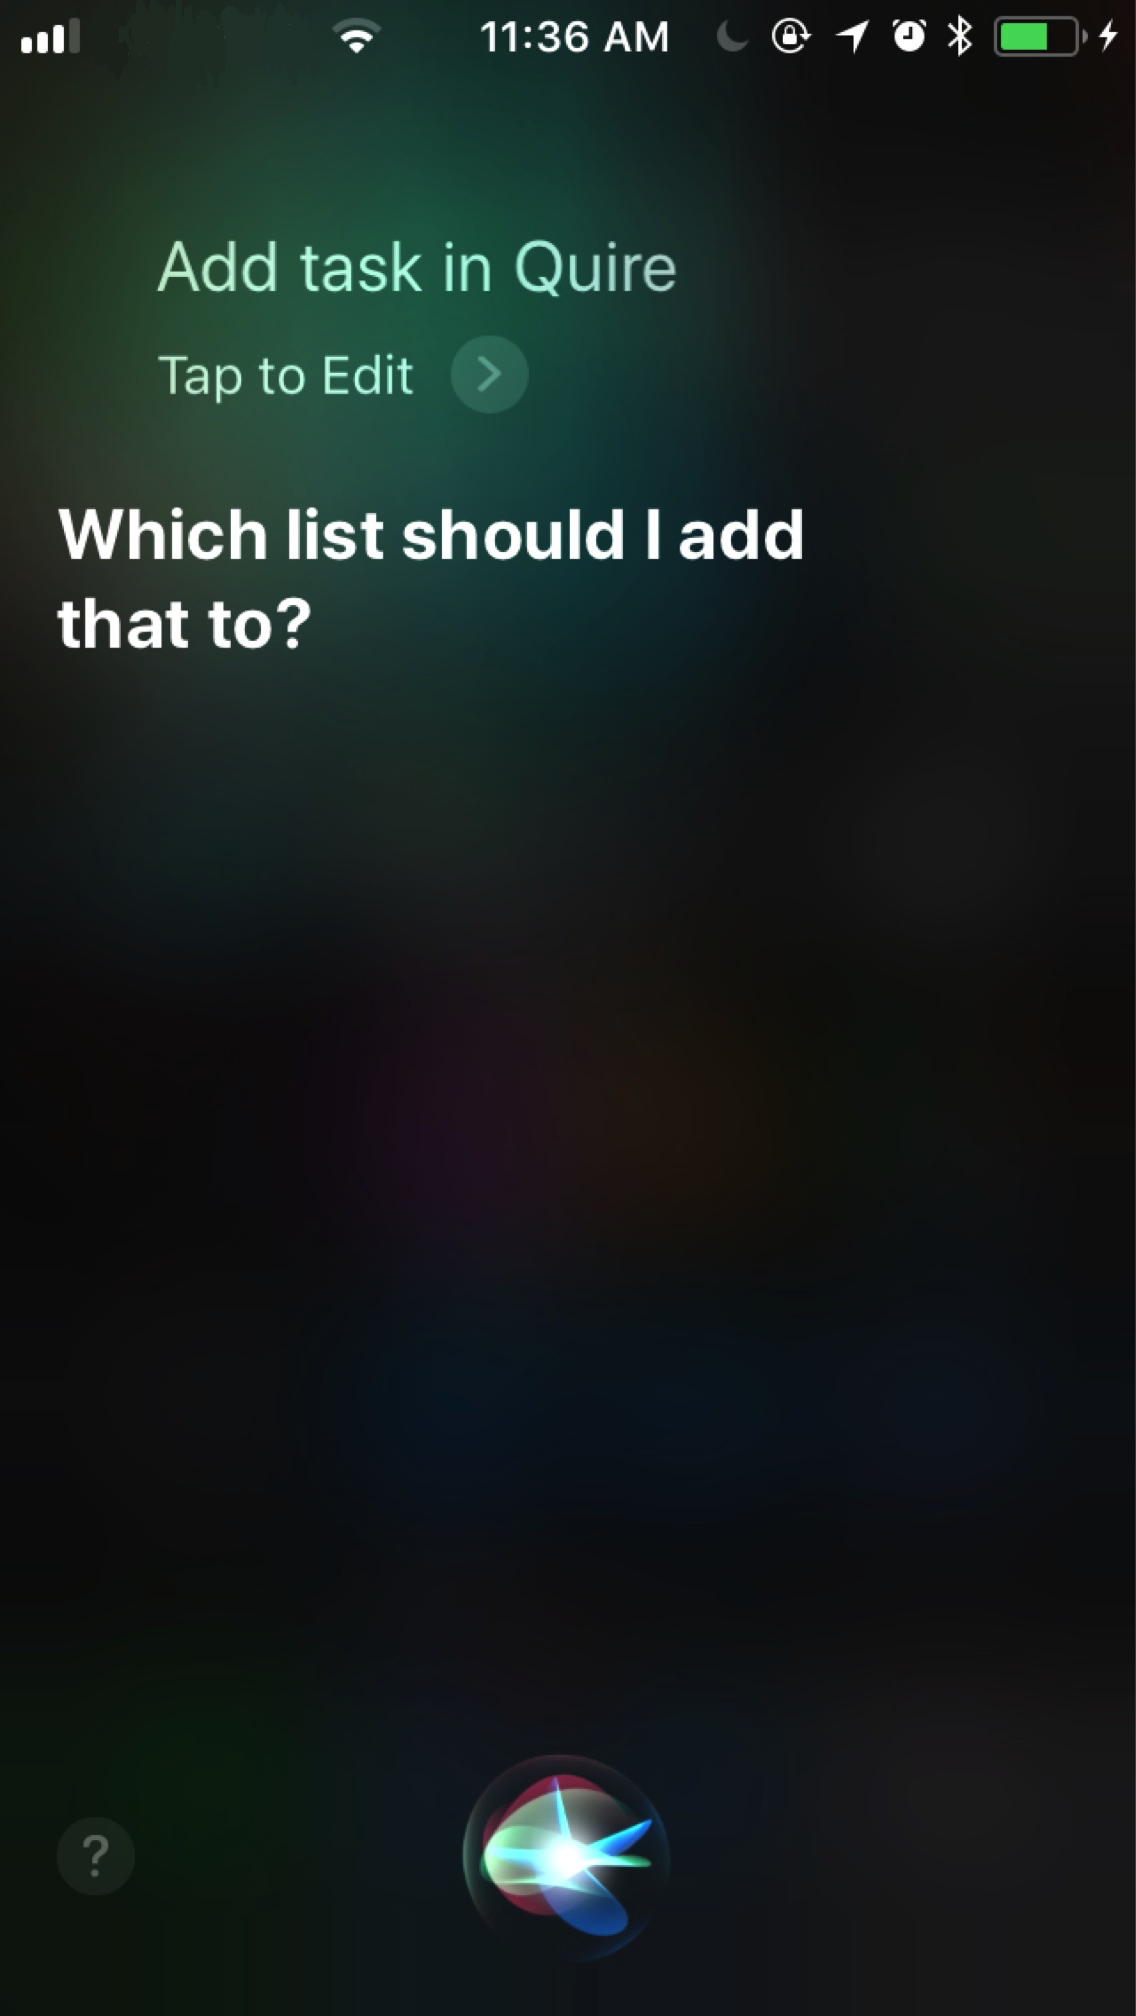 11:36 AM
Add task in Quire
Tap to Edit
Which list should I add
that to?
?